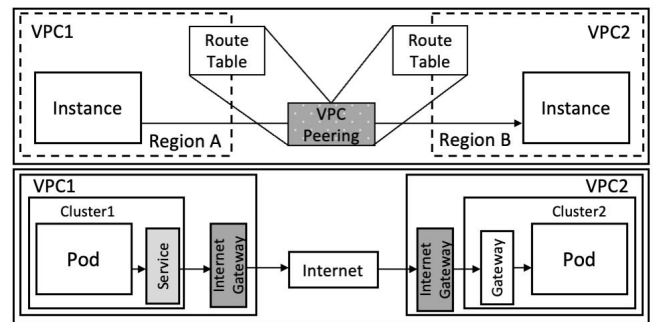 VPC1
Route
Table
Route
Table
VPC2
Instance
VPC
Peering
Instance
Region A
Region B
VPC1
VPC2
Cluster1
Cluster2
Pod
Service
Internet
Gateway
Internet
Internet
Gateway
Gateway
Pod